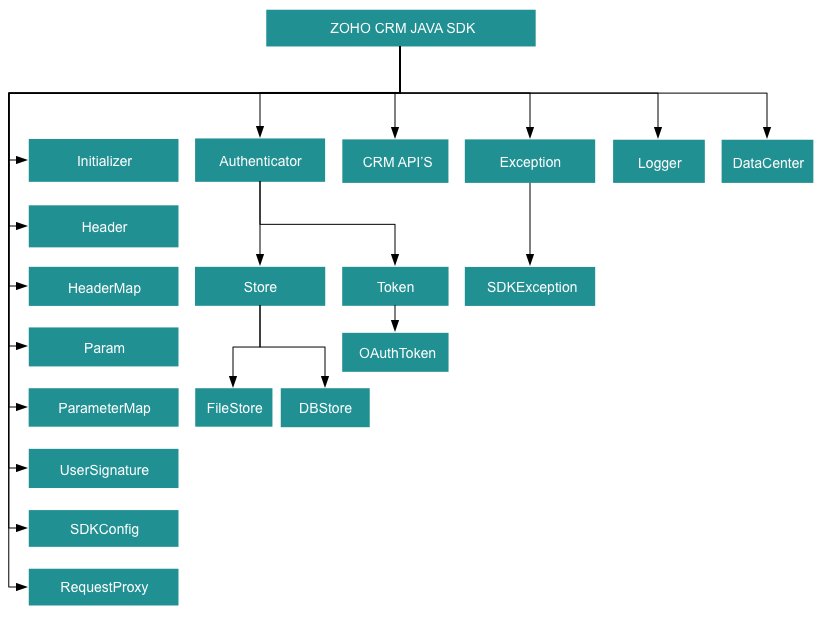 ZOHO CRM JAVA SDK
Initializer
Authenticator
CRM API’S
Exception
Logger
DataCenter
Header
HeaderMap
Store
Token
SDKException
Param
OAuthToken
ParameterMap
FileStore
DBStore
UserSignature
SDKConfig
RequestProxy